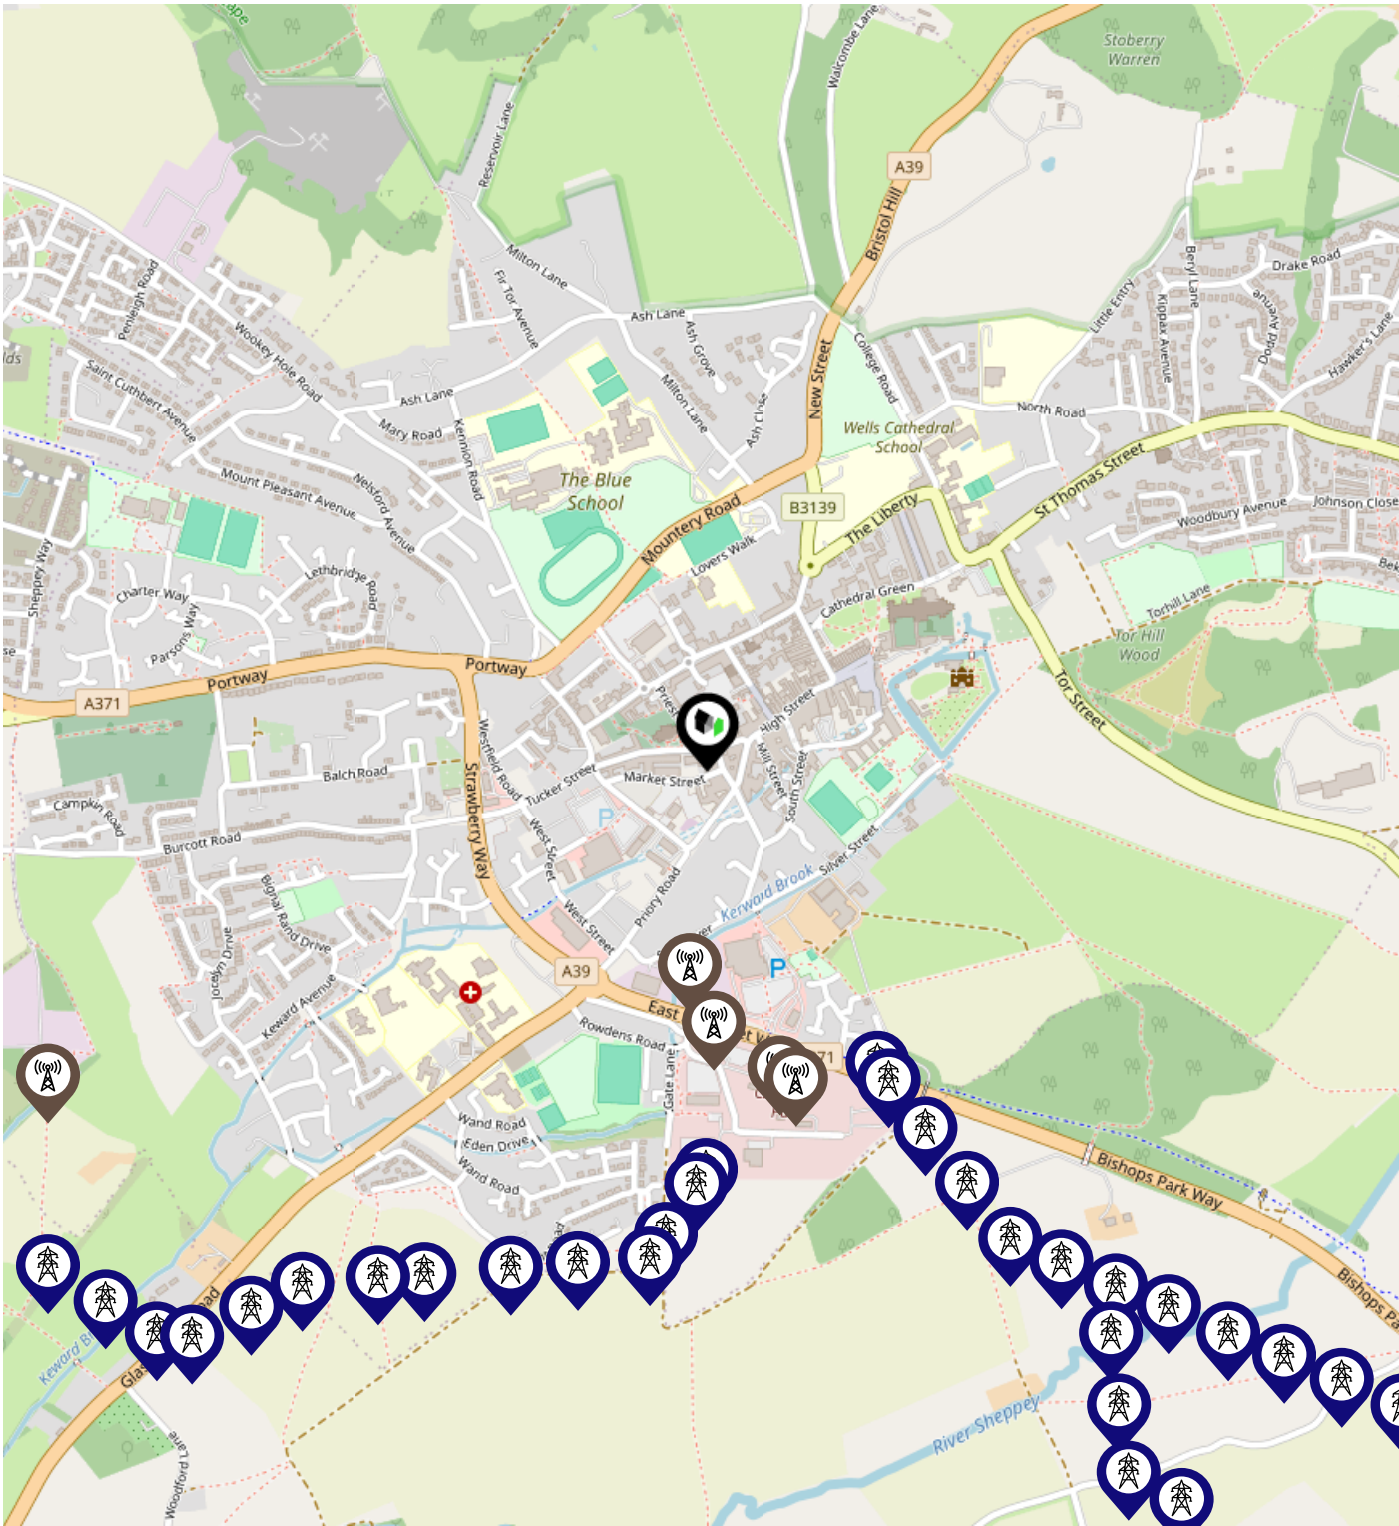 Stoberry
Warren
Walcombe Lane
A39
Reservoir Lane
Bristol Hill
Milton Lane
Penleigh Road
Fir Tor Avenue
Beryl Lane
Drake Road
Little Entry
Kippax Avenue
Dodd Avenue
Hawker's Lane
Ash Lane
Ash Grove
New Street
College Road
Wookey Hole Road
Saint Cuthbert Avenue
Ash Lane
Milton Lane
Ash Close
North Road
Mary Road
Kennion Road
Wells Cathedral
School
The Blue
School
St Thomas Street
Mount Pleasant Avenue
Nelsford Avenue
B3139
Johnson Close
Mountery Road
The Liberty
Woodbury Avenue
Lovers Walk
Sheppey Way
Lethbridge Road
Charter Way
Cathedral Green
Torhill Lane
Parsons Way
Tor Hill
Wood
Portway
Portway
A371
Tor Street
High Street
Westfield Road
Mill Street
South Street
Balch Road
Tucker Street
Market Street
Strawberry Way
Campkin
Road
P
Burcott Road
West Street
Silver Street
Bignal Rand Drive
Priory Road
Kerward Brook
West Street
Jocelyn Drive
A39
P
Keward Avenue
East
Rowdens Road
71
Gate Lane
Wand Road
Eden Drive
Wand Road
Bishops Park Way
River Sheppey
Woodford Lane